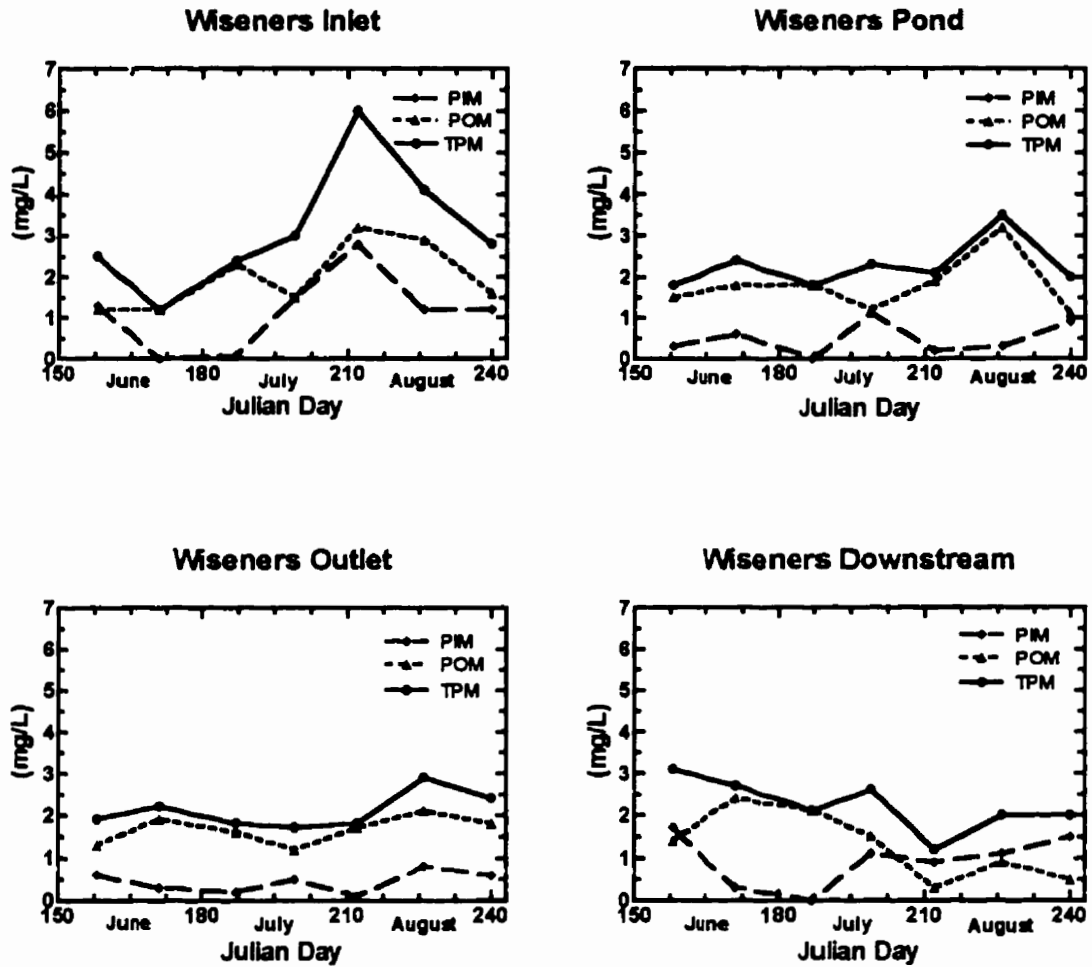 Wiseners Inlet
7
6
5
4
3
2
1
0
(mg/L)
PIM
POM
TPM
150 180 210 240
June July August
Julian Day
Wiseners Pond
7
6
5
4
3
2
1
0
(mg/L)
PIM
POM
TPM
150 180 210 240
June July August
Julian Day
Wiseners Outlet
7
6
5
4
3
2
1
0
(mg/L)
PIM
POM
TPM
150 180 210 240
June July August
Julian Day
Wiseners Downstream
7
6
5
4
3
2
1
0
(mg/L)
PIM
POM
TPM
150 180 210 240
June July August
Julian Day